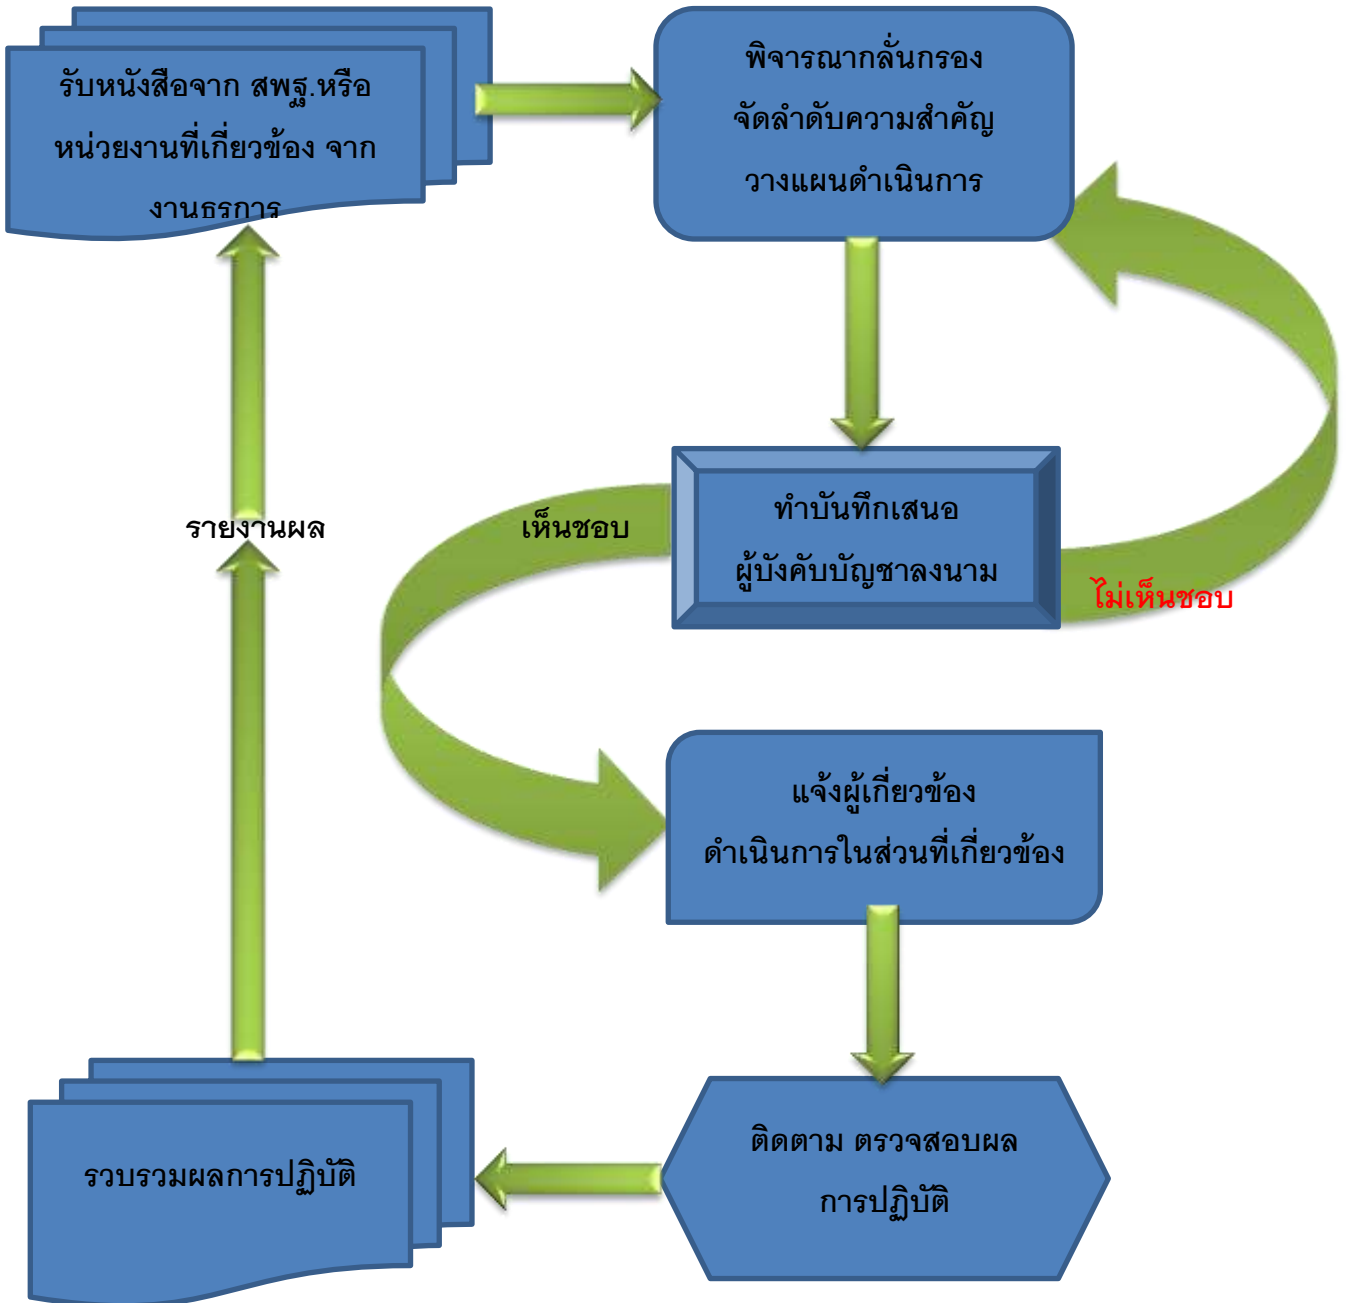 รับหนังสือจาก สพฐ.หรือ
หน่วยงานที่เกี่ยวข้อง จาก
งานธุรการ
พิจารณากลั่นกรอง
จัดลำดับความสำคัญ
วางแผนดำเนินการ
ทำบันทึกเสนอ
ผู้บังคับบัญชาลงนาม
เห็นชอบ
ไม่เห็นชอบ
แจ้งผู้เกี่ยวข้อง
ดำเนินการในส่วนที่เกี่ยวข้อง
ติดตาม ตรวจสอบผล
การปฏิบัติ
รวบรวมผลการปฏิบัติ
รายงานผล